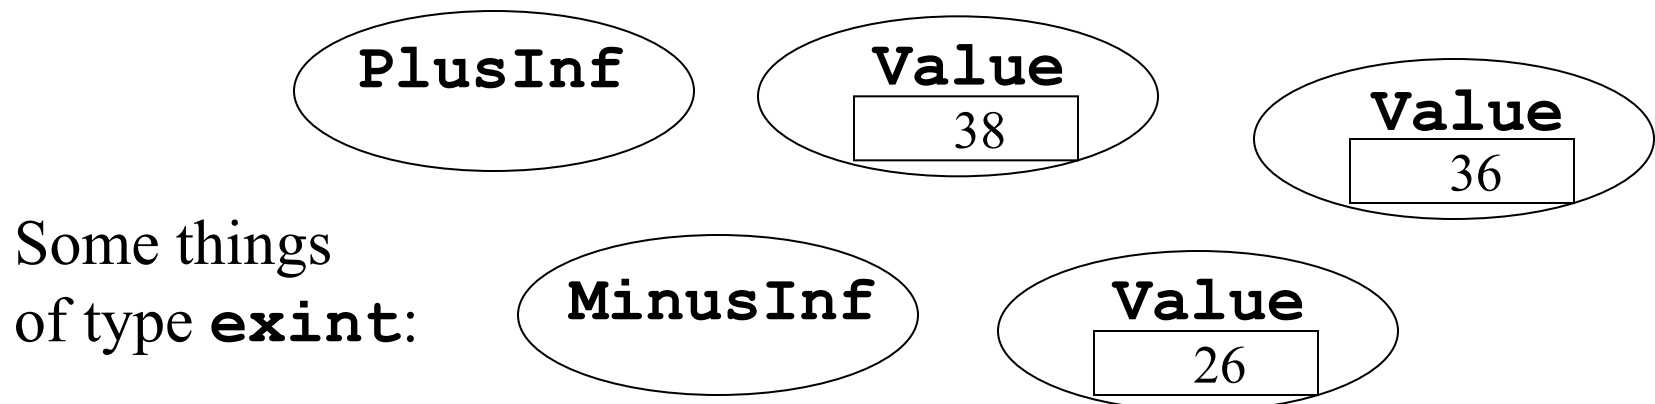 PlusInf
Value
38
Value
36
Some things
of type exint:
MinusInf
Value
26